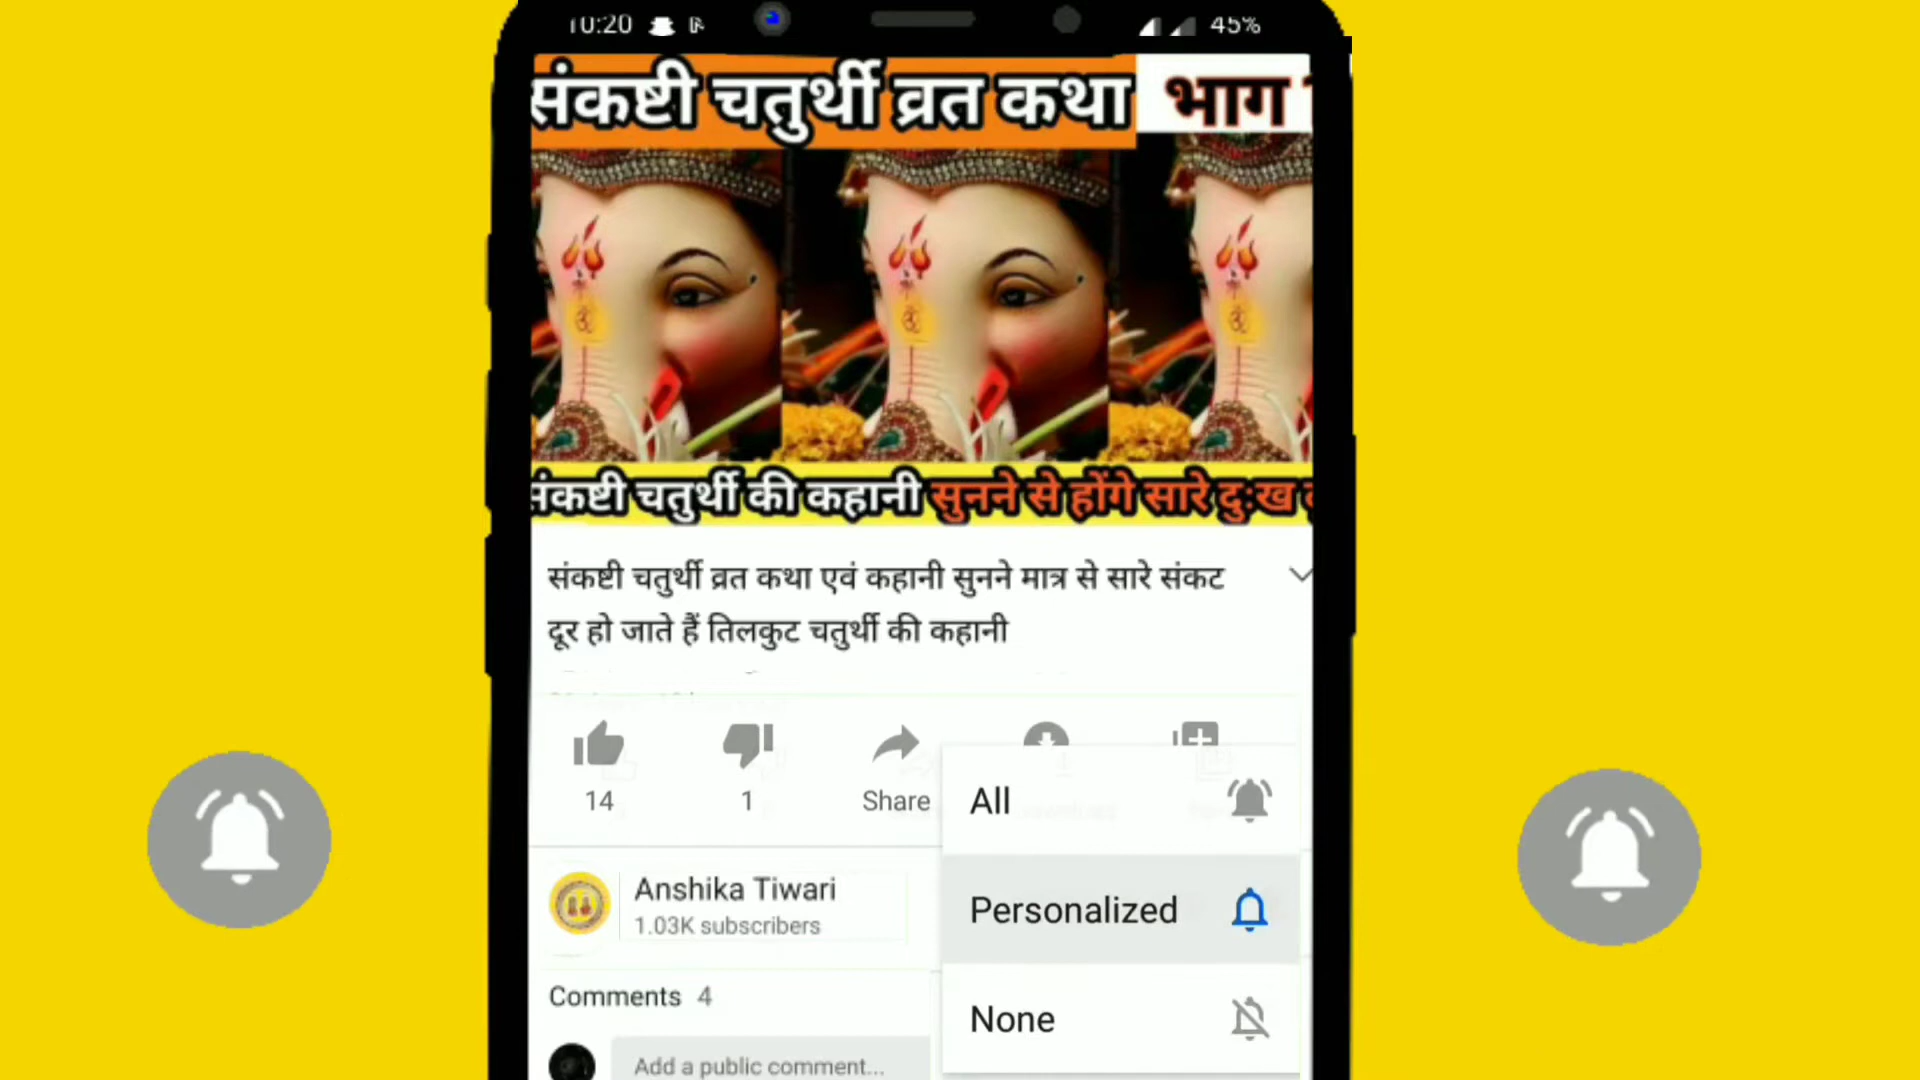 10:20
45%
संकष्टी चतुर्थी व्रत कथा भाग
संकष्टी चतुर्थी की कहानी सुनने से होंगे सारे दुःख
संकष्टी चतुर्थी व्रत कथा एवं कहानी सुनने मात्र से सारे संकट
दूर हो जाते हैं तिलकुट चतुर्थी की कहानी
14
1
Share
All
Anshika Tiwari
1.03K subscribers
Personalized
Comments 4
None
Add a public comment...